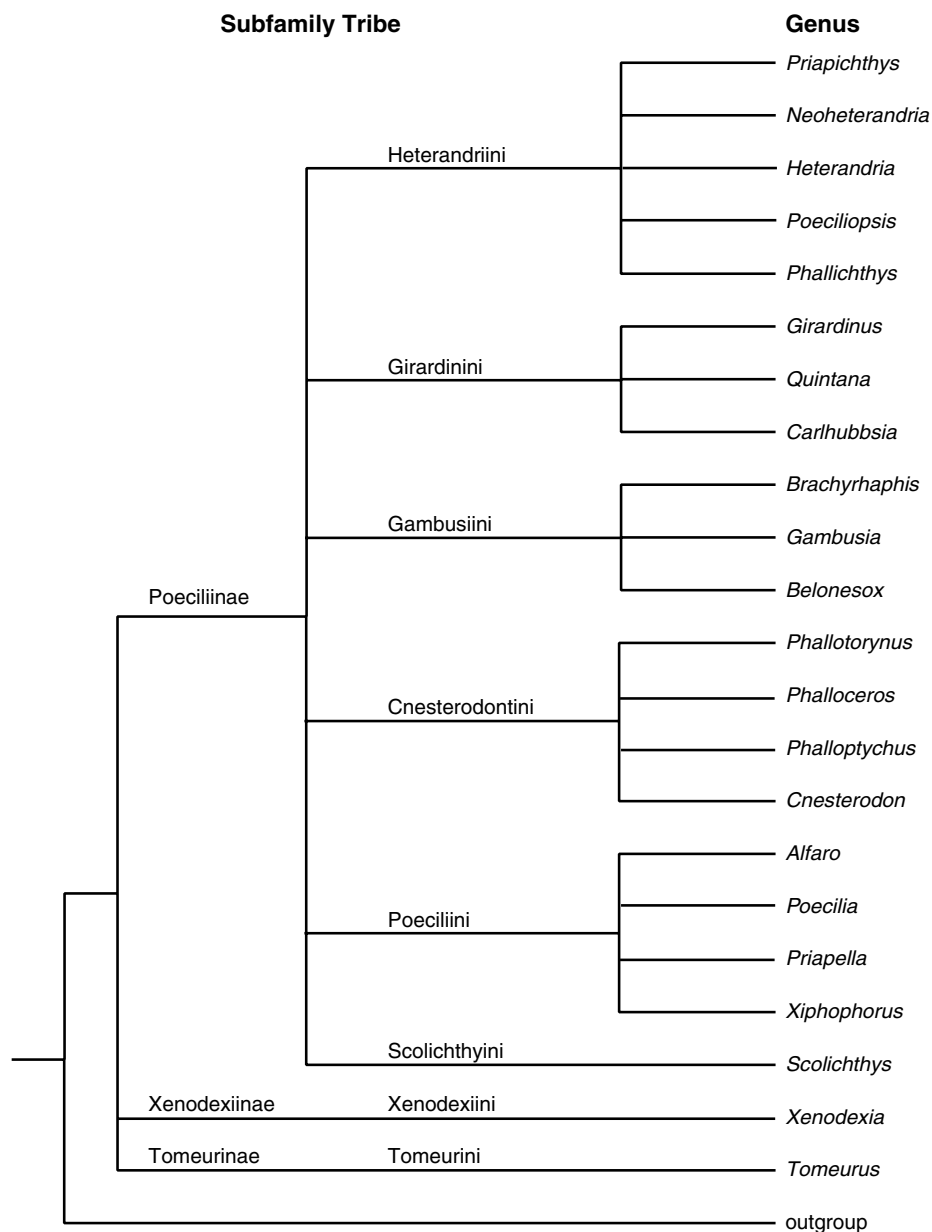 Subfamily Tribe Genus
Priapichthys
Neoheterandria
Heterandriini
Heterandria
Poeciliopsis
Phallichthys
Girardinus
Girardinini
Quintana
Carlhubbsia
Brachyrhaphis
Gambusiini
Gambusia
Belonesox
Poeciliinae
Phallotorynus
Phalloceros
Cnesterodontini
Phalloptychus
Cnesterodon
Alfaro
Poecilia
Poeciliini
Priapella
Xiphophorus
Scolichthyini
Scolichthys
Xenodexiinae Xenodexiini
Xenodexia
Tomeurinae Tomeurini
Tomeurus
outgroup